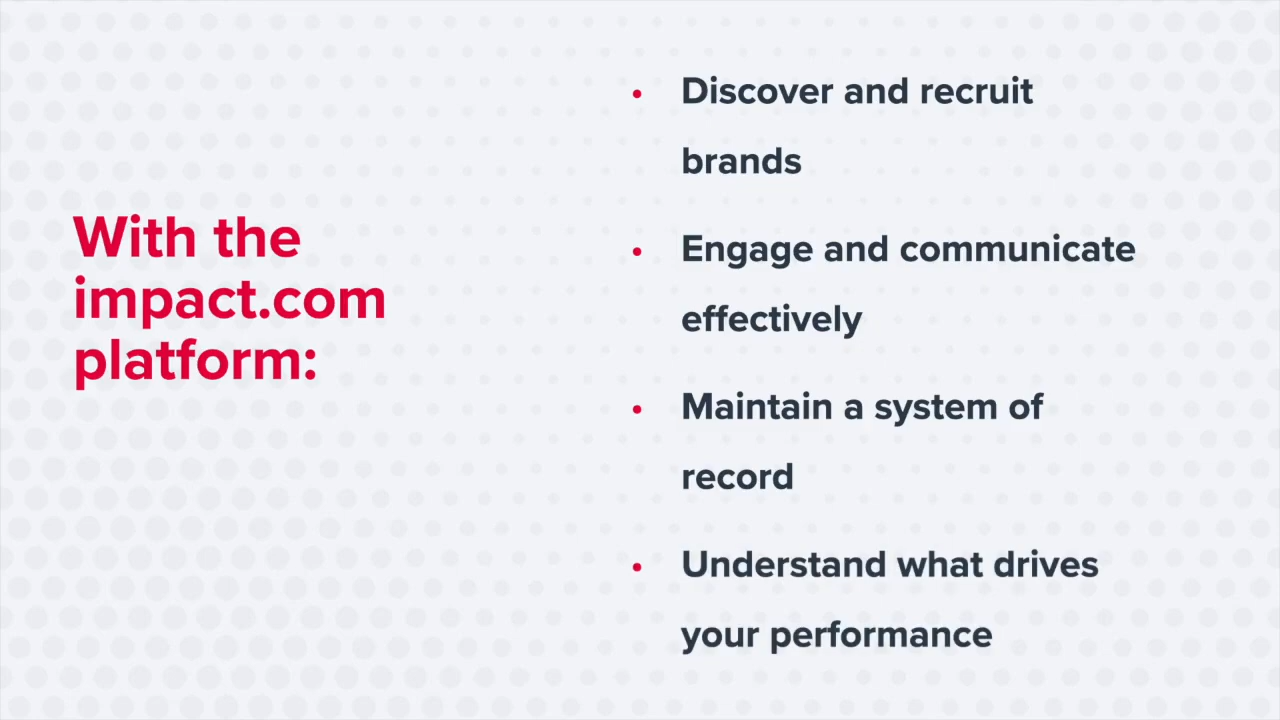 With the
impact.com
platform:
• Discover and recruit
brands
• Engage and communicate
effectively
• Maintain a system of
record
• Understand what drives
your performance